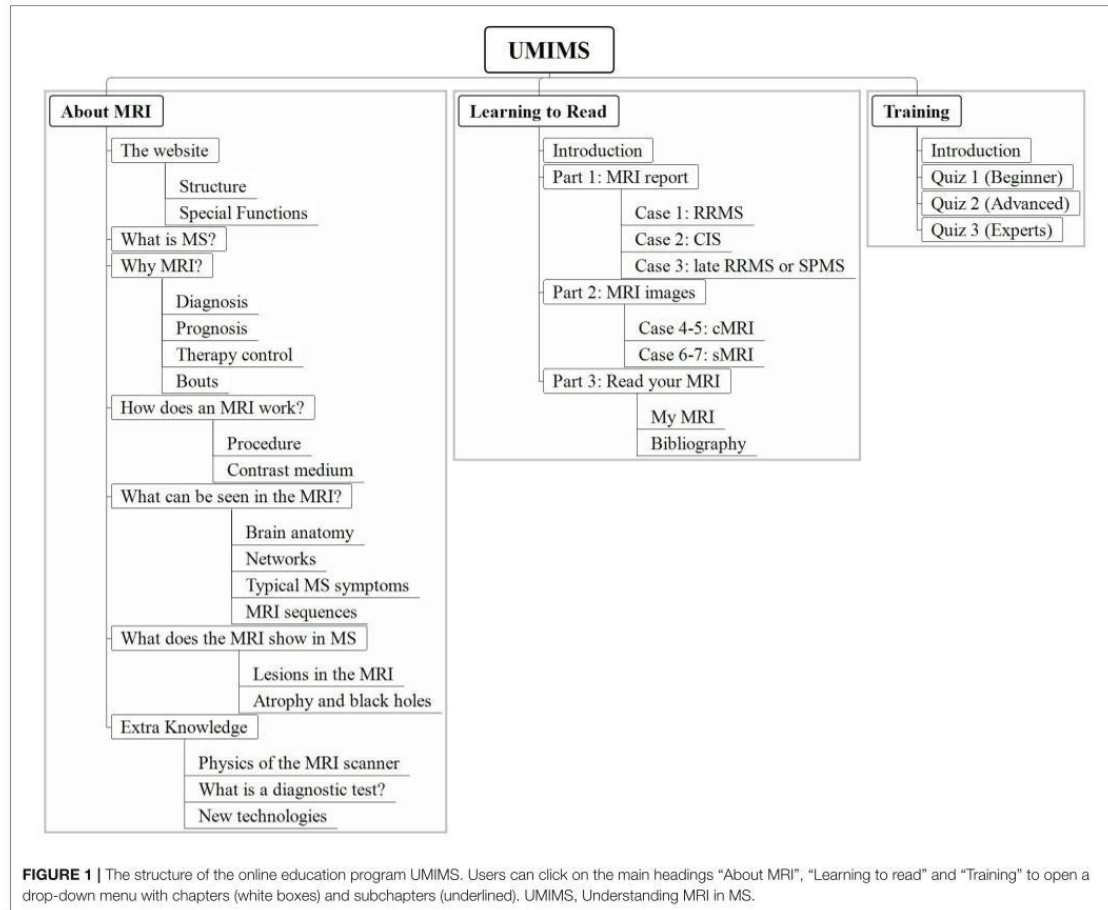 UMIMS
About MRI
The website
Structure
Special Functions
What is MS?
Why MRI?
Diagnosis
Prognosis
Therapy control
Bouts
How does an MRI work?
Procedure
Contrast medium
What can be seen in the MRI?
Brain anatomy
Networks
Typical MS symptoms
MRI sequences
What does the MRI show in MS
Lesions in the MRI
Atrophy and black holes
Extra Knowledge
Physics of the MRI scanner
What is a diagnostic test?
New technologies
Learning to Read
Introduction
Part 1: MRI report
Case 1: RRMS
Case 2: CIS
Case 3: late RRMS or SPMS
Part 2: MRI images
Case 4-5: cMRI
Case 6-7: sMRI
Part 3: Read your MRI
My MRI
Bibliography
Training
Introduction
Quiz 1 (Beginner)
Quiz 2 (Advanced)
Quiz 3 (Experts)
FIGURE 1 | The structure of the online education program UMIMS. Users can click on the main headings “About MRI”, “Learning to read” and “Training” to open a
drop-down menu with chapters (white boxes) and subchapters (underlined). UMIMS, Understanding MRI in MS.